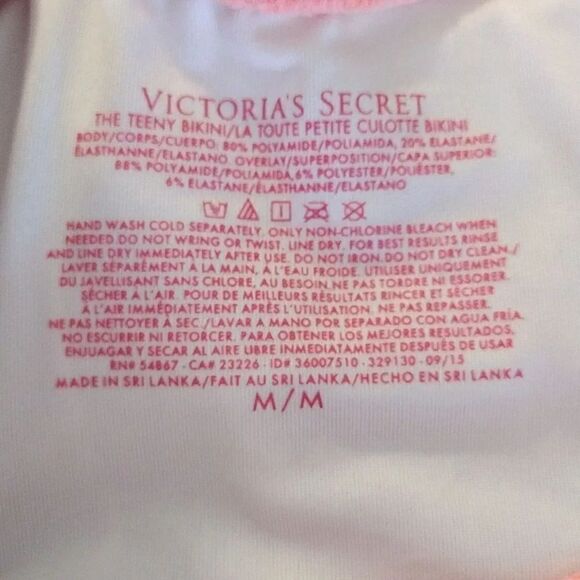 VICTORIA'S SECRET
THE TEENY BIKINI/LA TOUTE PETITE CULOTTE BIKINI
BODY/CORPS/CUERPO: 80% POLYAMIDE/POLIAMIDA, 20% ELASTANE/
ÉLASTHANNE/ELASTANO. OVERLAY/SUPERPOSITION/CAPA SUPERIOR:
88% POLYAMIDE/POLIAMIDA, 6% POLYESTER/POLIÉSTER,
6% ELASTANE/ÉLASTHANNE/ELASTANO
HAND WASH COLD SEPARATELY. ONLY NON-CHLORINE BLEACH WHEN
NEEDED. DO NOT WRING OR TWIST. LINE DRY. FOR BEST RESULTS RINSE
AND LINE DRY IMMEDIATELY AFTER USE. DO NOT IRON. DO NOT DRY CLEAN./
LAVER SÉPARÉMENT À LA MAIN, À L'EAU FROIDE. UTILISER UNIQUEMENT
DU JAVELLISANT SANS CHLORE, AU BESOIN. NE PAS TORDRE NI ESSORER.
SÉCHER À L'AIR. POUR DE MEILLEURS RÉSULTATS RINCER ET SÉCHER
À L'AIR IMMÉDIATEMENT APRÈS L'UTILISATION. NE PAS REPASSER.
NE PAS NETTOYER À SEC./LAVAR A MANO POR SEPARADO CON AGUA FRÍA.
NO ESCURRIR NI RETORCER. PARA OBTENER LOS MEJORES RESULTADOS,
ENJUAGAR Y SECAR AL AIRE LIBRE INMEDIATAMENTE DESPUÉS DE USAR
RN# 54867 · CA# 23226 · ID# 36007510 · 329130 · 09/15
MADE IN SRI LANKA/FAIT AU SRI LANKA/HECHO EN SRI LANKA
M/M